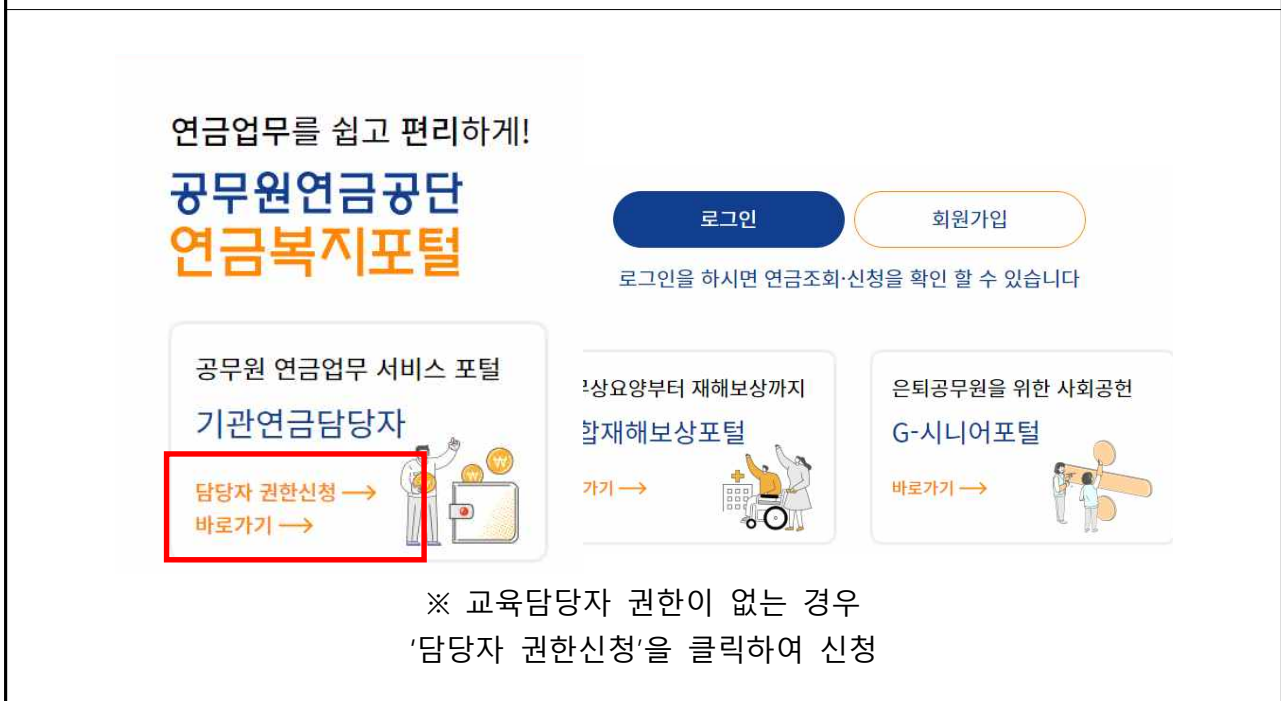 연금업무를 쉽고 편리하게!
공무원연금공단
연금복지포털
로그인
회원가입
로그인을 하시면 연금조회·신청을 확인 할 수 있습니다
공무원 연금업무 서비스 포털
기관연금담당자
담당자 권한신청 →
바로가기 →
상요양부터 재해보상까지
합재해보상포털
가기 →
은퇴공무원을 위한 사회공헌
G-시니어포털
바로가기 →
※ 교육담당자 권한이 없는 경우
‘담당자 권한신청’을 클릭하여 신청